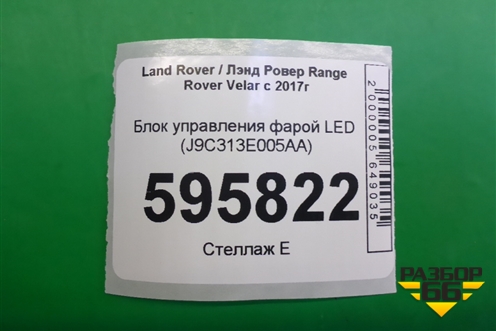 Land Rover / Лэнд Ровер Range
Rover Velar с 2017г
Блок управления фарой LED
(J9C313E005AA)
595822
Стеллаж Е
2000005649035
РАЗБОР
66